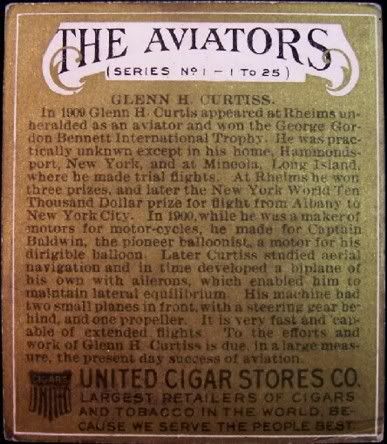 THE AVIATORS
(SERIES Nº 1 – 1 TO 25)
GLENN H. CURTISS.
In 1909 Glenn H. Curtis appeared at Rheims un-
heralded as an aviator and won the George Gor-
don Bennett International Trophy. He was prac-
tically unknwn except in his home, Hammonds-
port, New York, and at Mineola, Long Island,
where he made trial flights. At Rheims he won
three prizes, and later the New York World Ten
Thousand Dollar prize for flight from Albany to
New York City. In 1900, while he was a maker of
motors for motor-cycles, he made for Captain
Baldwin, the pioneer balloonist, a motor for his
dirigible balloon. Later Curtiss studied aerial
navigation and in time developed a biplane of
his own with ailerons, which enabled him to
maintain lateral equilibrium. His machine had
two small planes in front, with a steering gear be-
hind, and one propeller. It is very fast and cap-
able of extended flights. To the efforts and
work of Glenn H. Curtiss is due, in a large meas-
ure, the present day success of aviation.
CIGARS
UNITED CIGAR STORES CO.
LARGEST RETAILERS OF CIGARS
AND TOBACCO IN THE WORLD, BE-
CAUSE WE SERVE THE PEOPLE BEST.